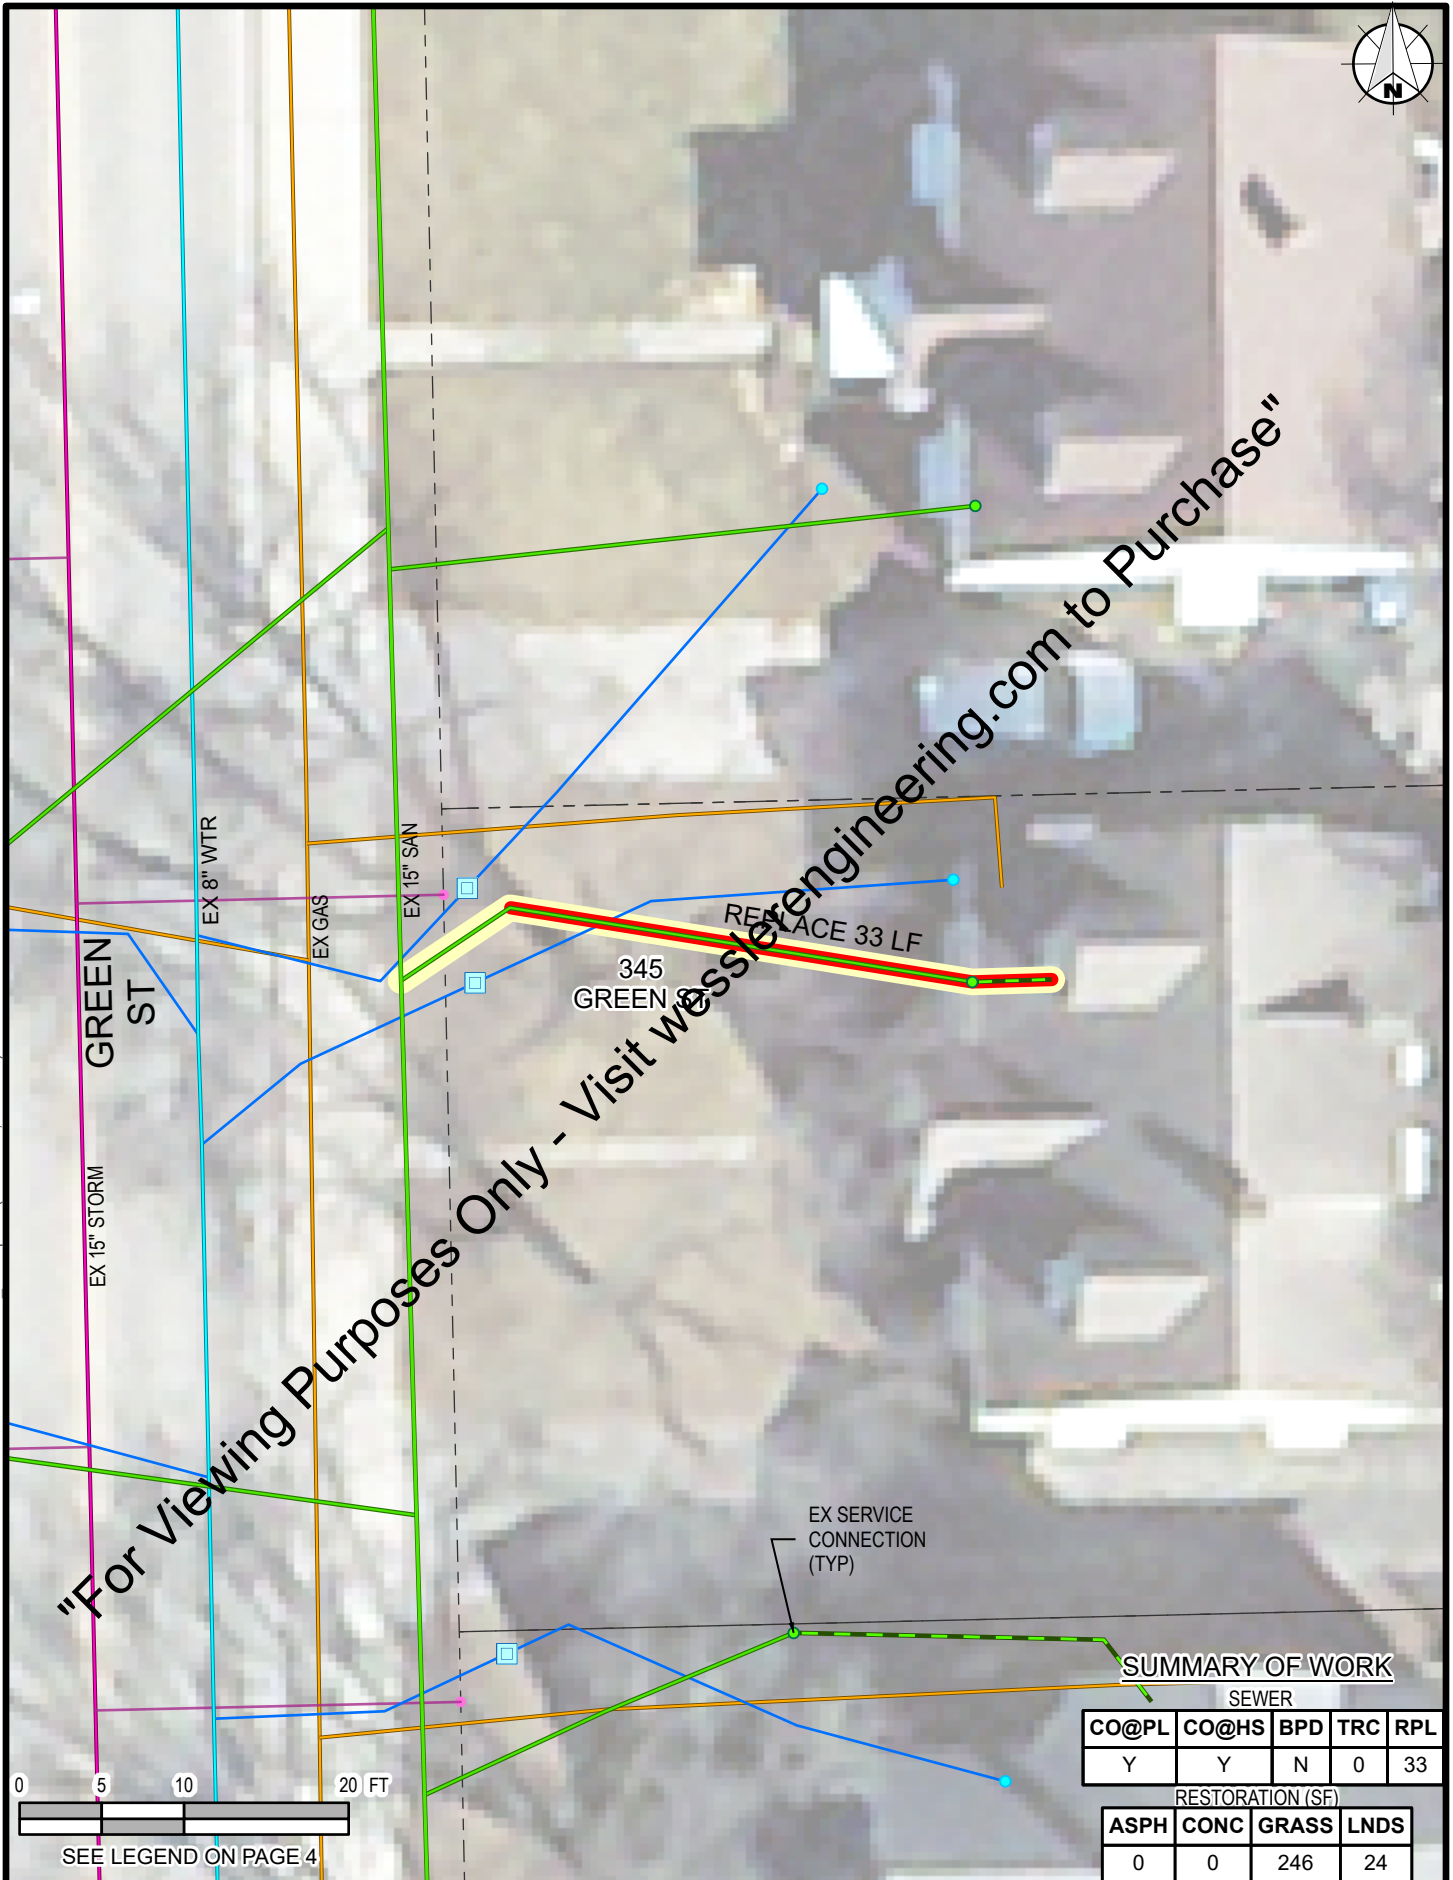 N
"For Viewing Purposes Only - Visit wesslerengineering.com to Purchase"
EX 8" WTR
EX GAS
EX 15" SAN
REPLACE 33 LF
345
GREEN ST
GREEN
ST
EX 15" STORM
EX SERVICE
CONNECTION
(TYP)
SUMMARY OF WORK
SEWER
CO@PL CO@HS BPD TRC RPL
Y Y N 0 33
RESTORATION (SF)
ASPH CONC GRASS LNDS
0 0 246 24
0 5 10 20 FT
SEE LEGEND ON PAGE 4